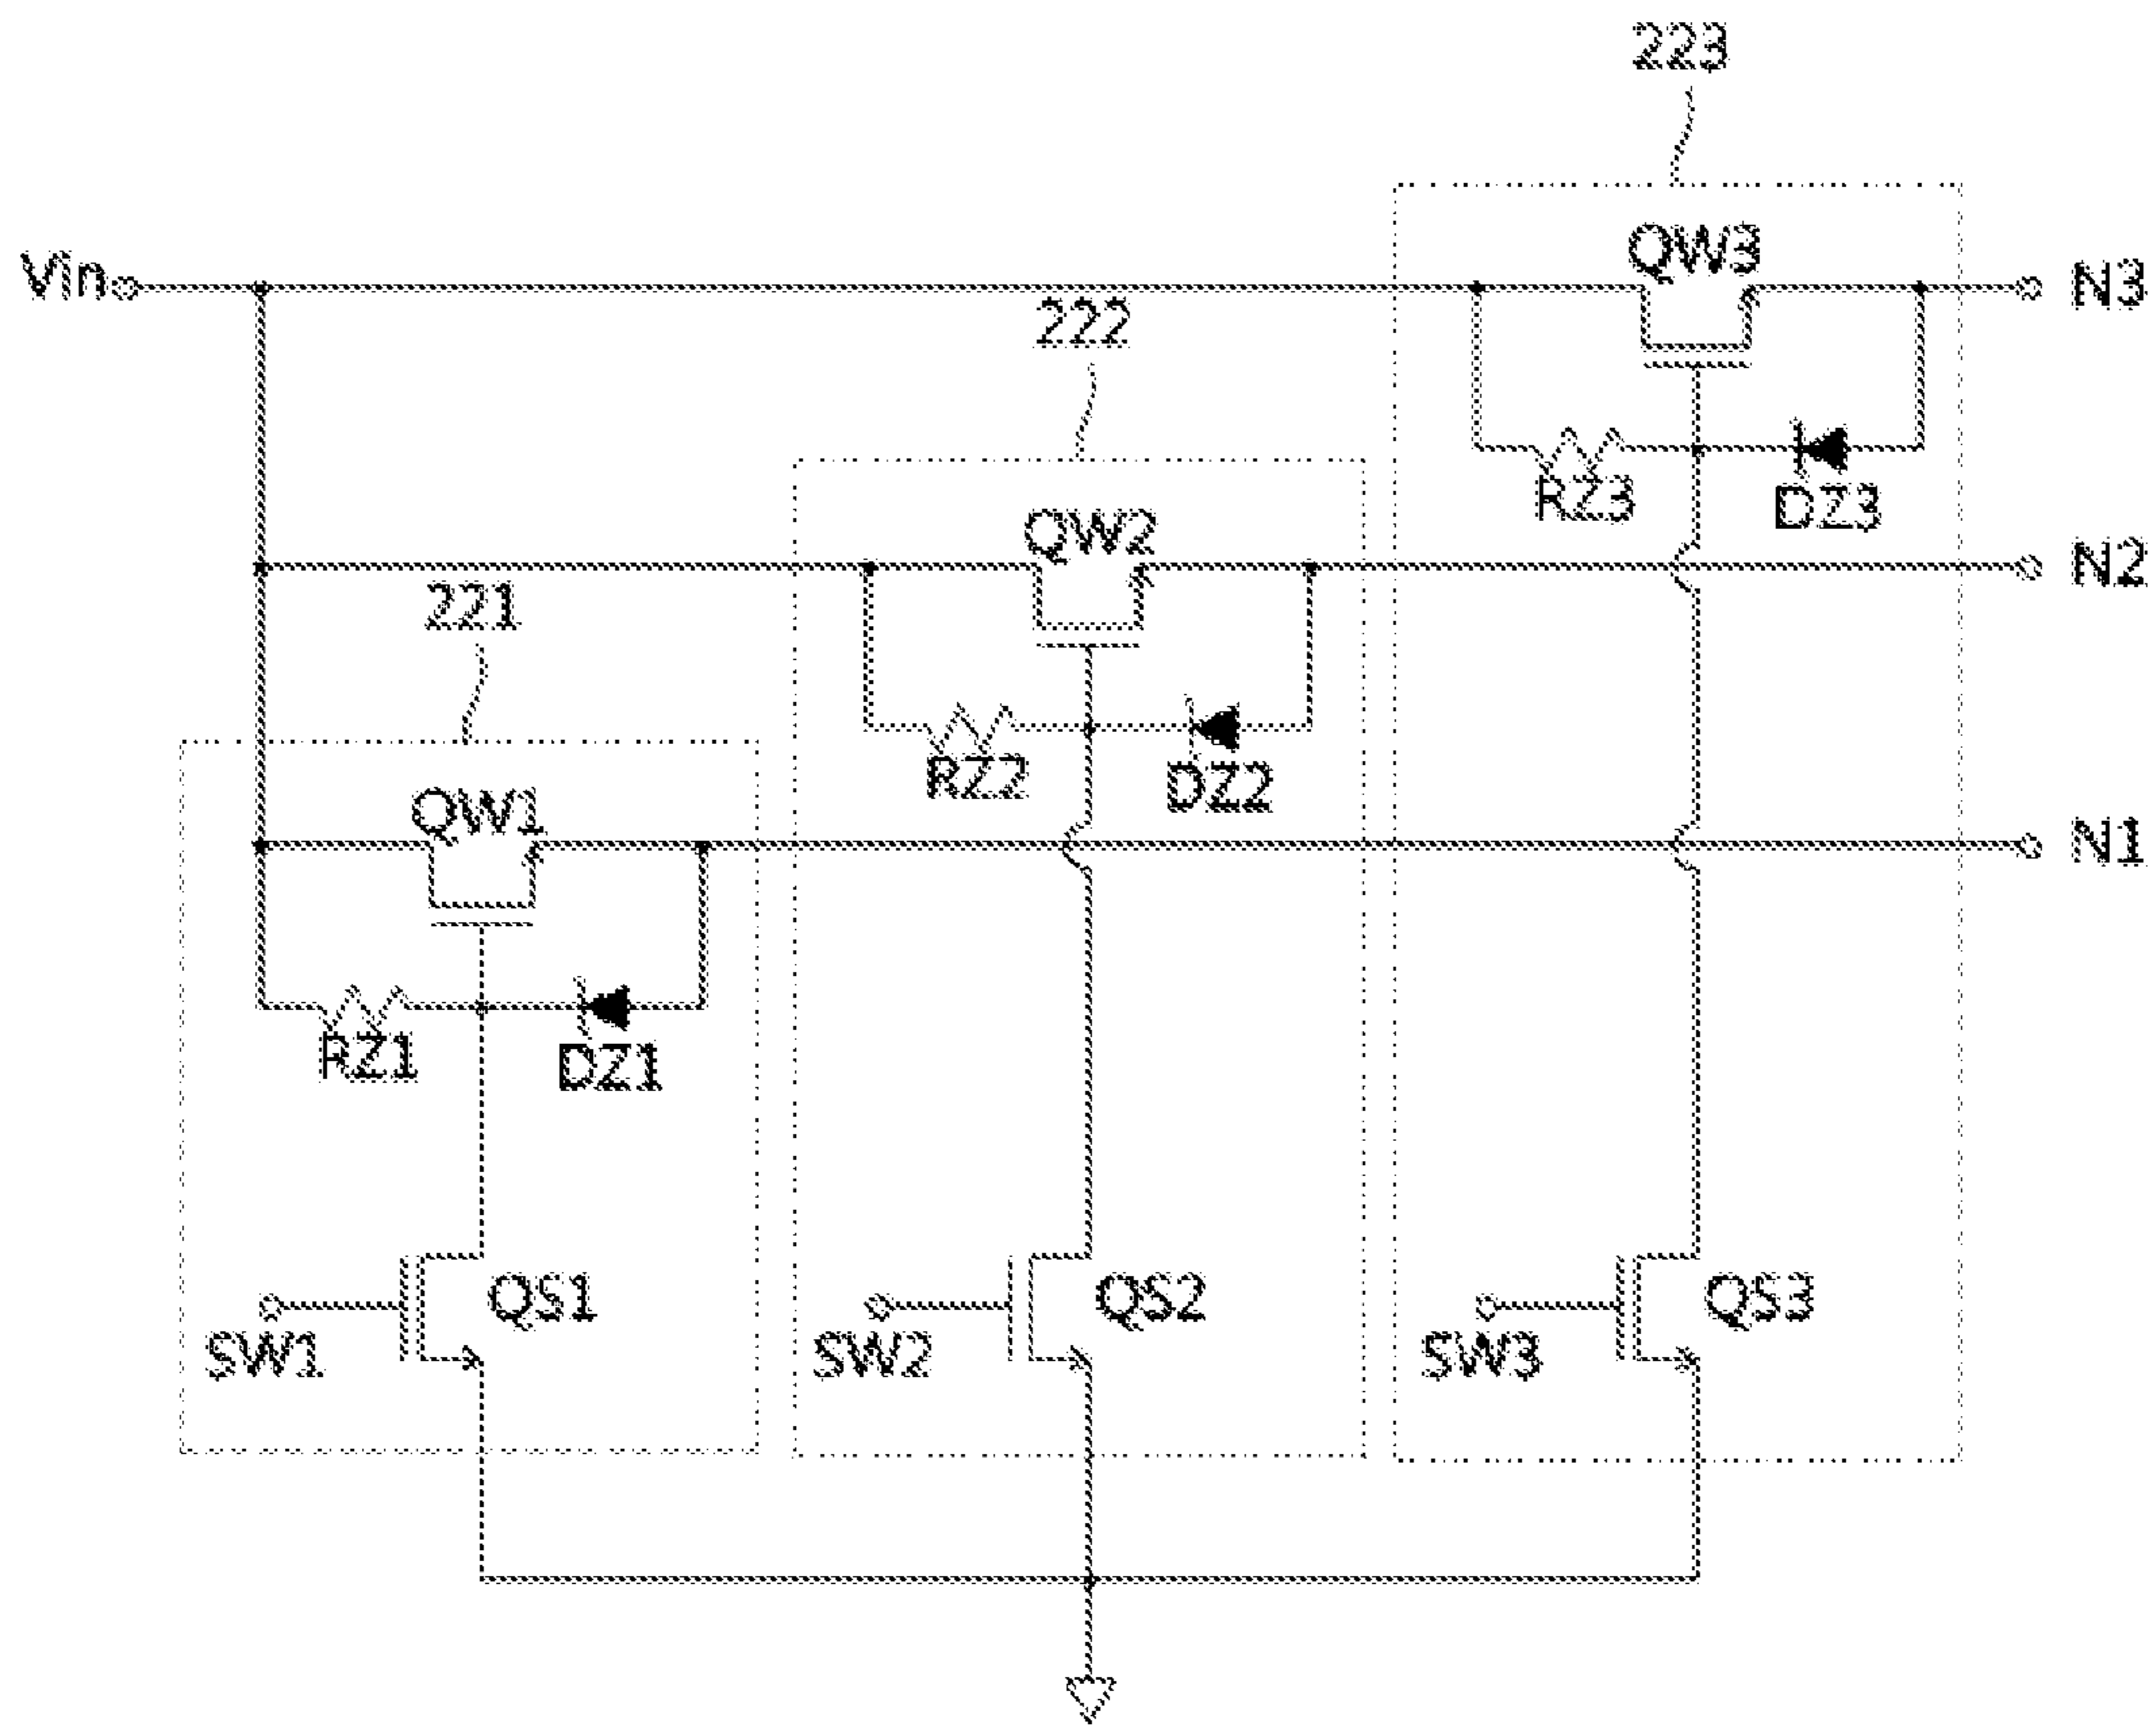 223
QW3
Vin
N3
222
RZ3
DZ3
QW2
N2
221
RZ2
DZ2
QW1
N1
RZ1
DZ1
QS1
QS2
QS3
SW1
SW2
SW3